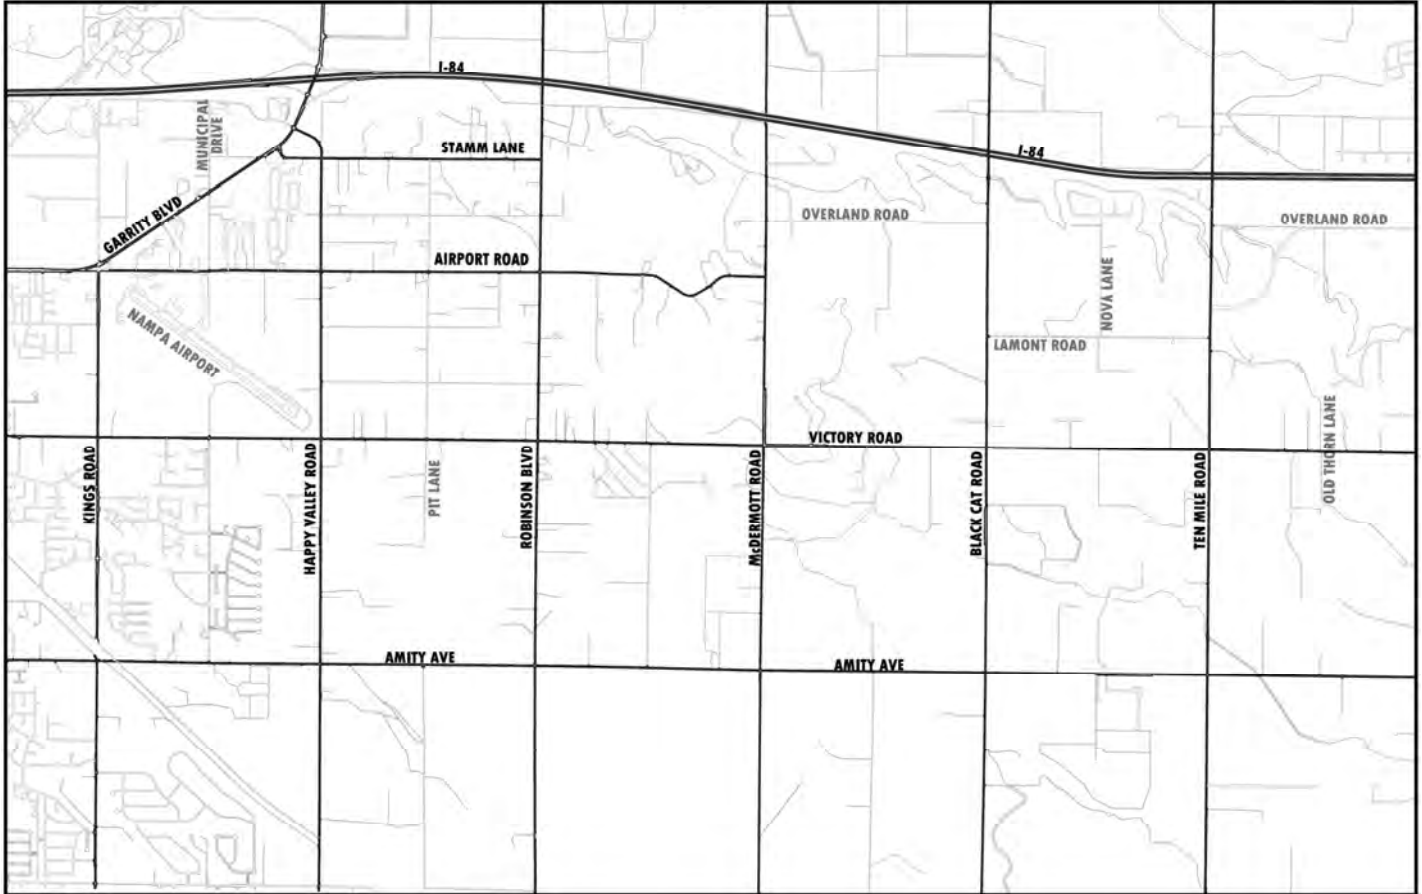 I-84
MUNICIPAL
DRIVE
STAMM LANE
I-84
GARRITY BLVD
OVERLAND ROAD
OVERLAND ROAD
AIRPORT ROAD
NOVA LANE
NAMPA AIRPORT
LAMONT ROAD
VICTORY ROAD
KINGS ROAD
HAPPY VALLEY ROAD
PIT LANE
ROBINSON BLVD
McDERMOTT ROAD
BLACK CAT ROAD
TEN MILE ROAD
OLD THORN LANE
AMITY AVE
AMITY AVE